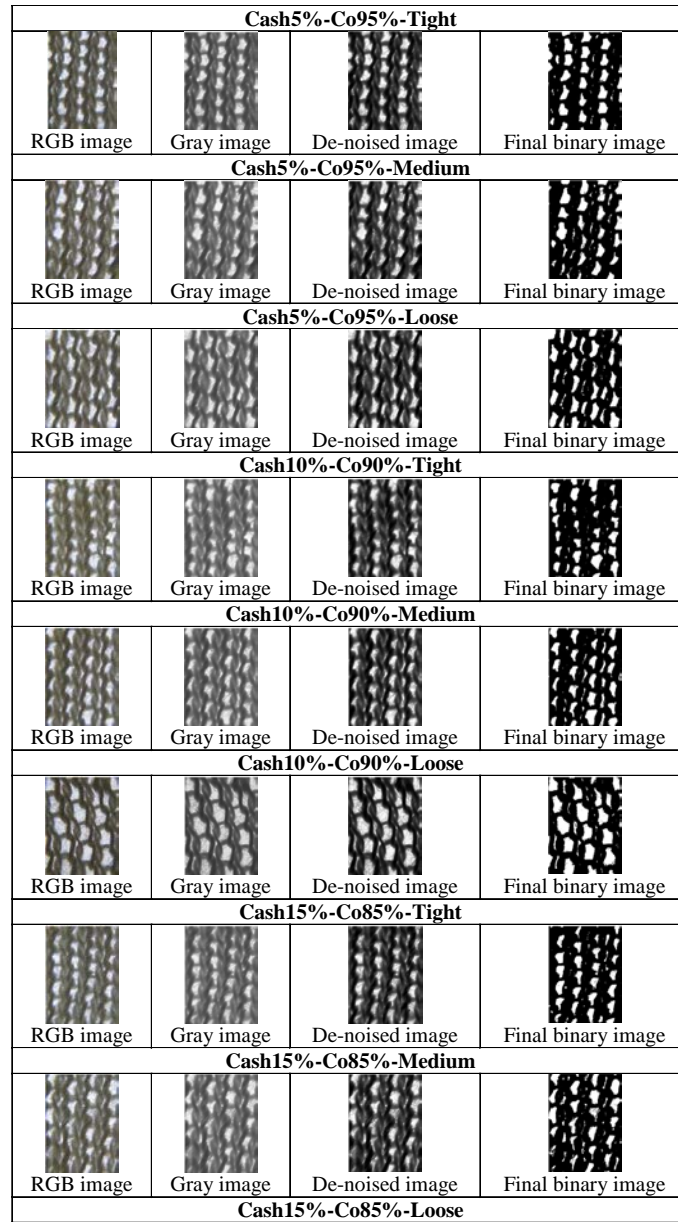 Cash5%-Co95%-Tight
RGB image Gray image De-noised image Final binary image
Cash5%-Co95%-Medium
RGB image Gray image De-noised image Final binary image
Cash5%-Co95%-Loose
RGB image Gray image De-noised image Final binary image
Cash10%-Co90%-Tight
RGB image Gray image De-noised image Final binary image
Cash10%-Co90%-Medium
RGB image Gray image De-noised image Final binary image
Cash10%-Co90%-Loose
RGB image Gray image De-noised image Final binary image
Cash15%-Co85%-Tight
RGB image Gray image De-noised image Final binary image
Cash15%-Co85%-Medium
RGB image Gray image De-noised image Final binary image
Cash15%-Co85%-Loose